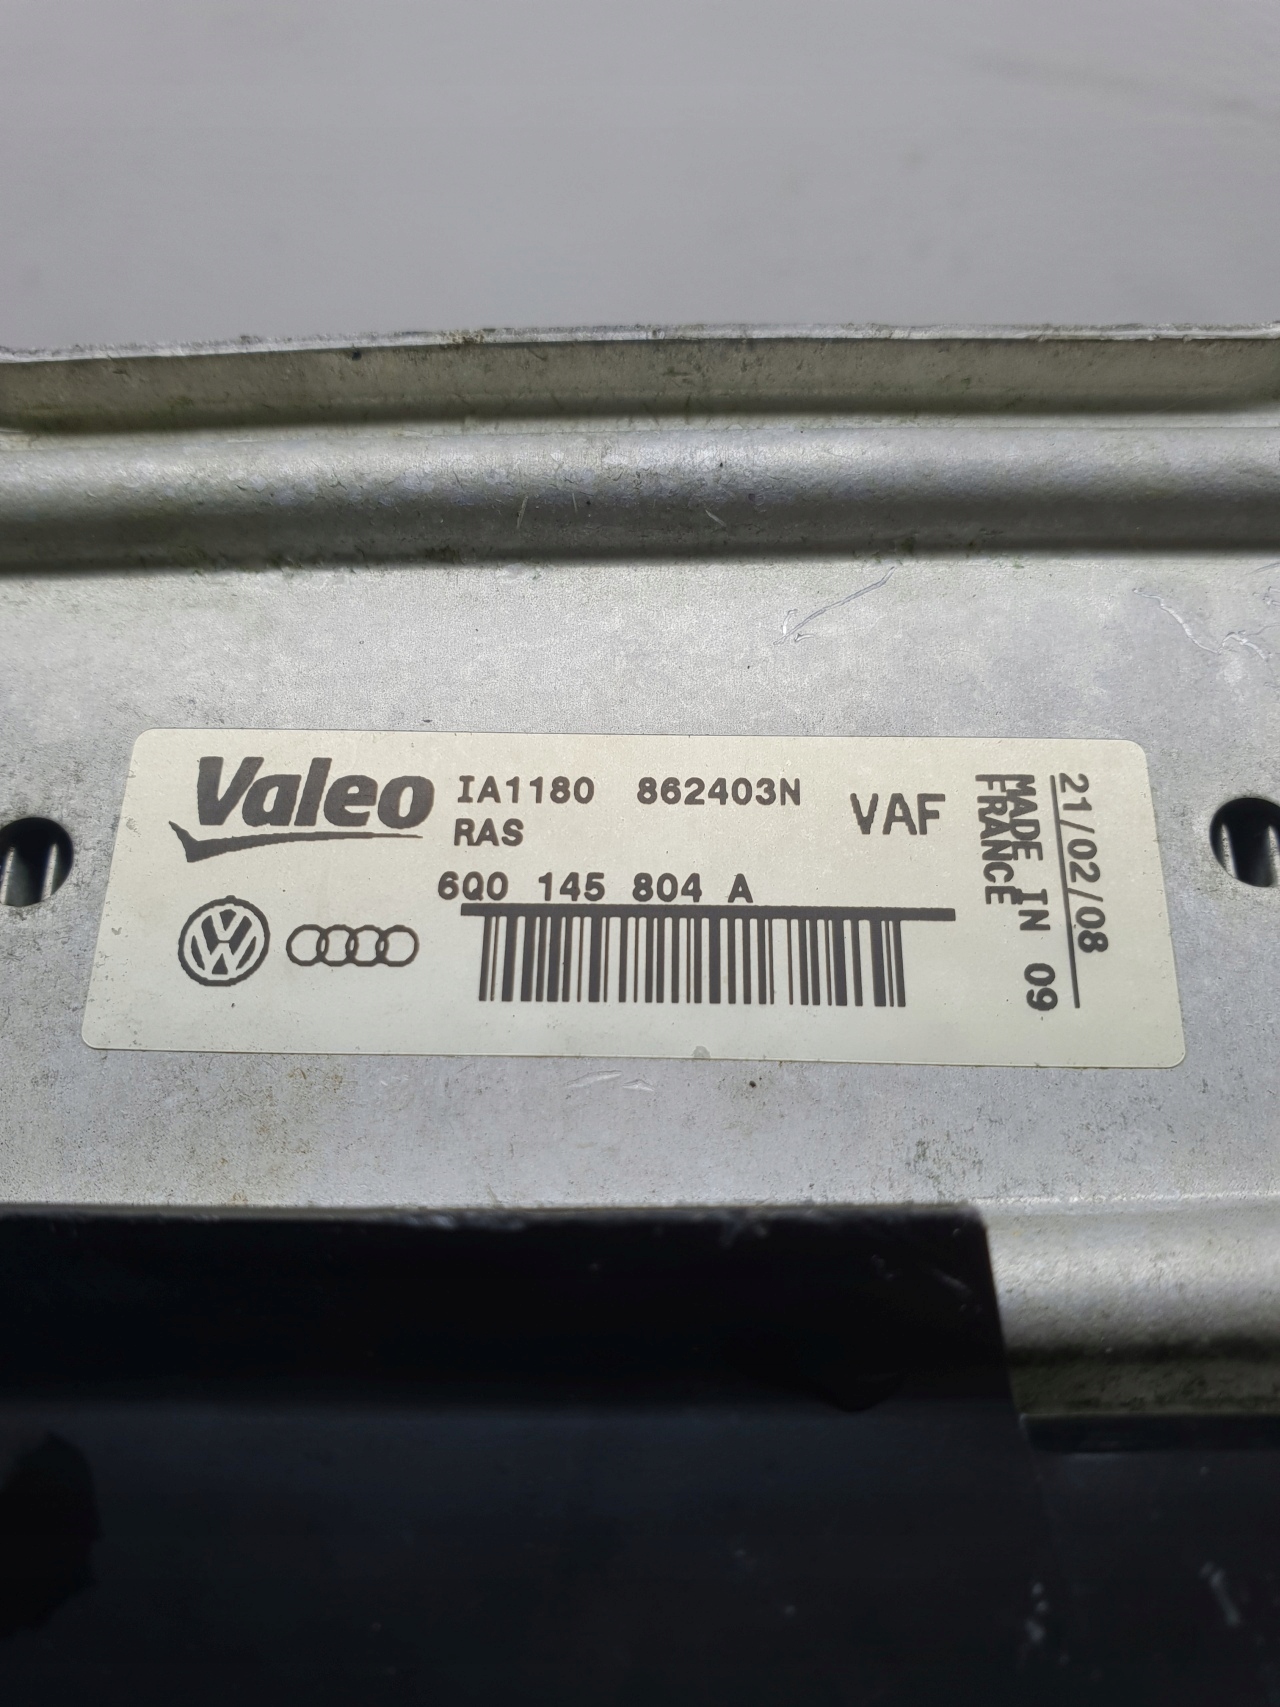 Valeo
IA1180 862403N
RAS
VAF
6Q0 145 804 A
21/02/08
MADE IN 09
FRANCE